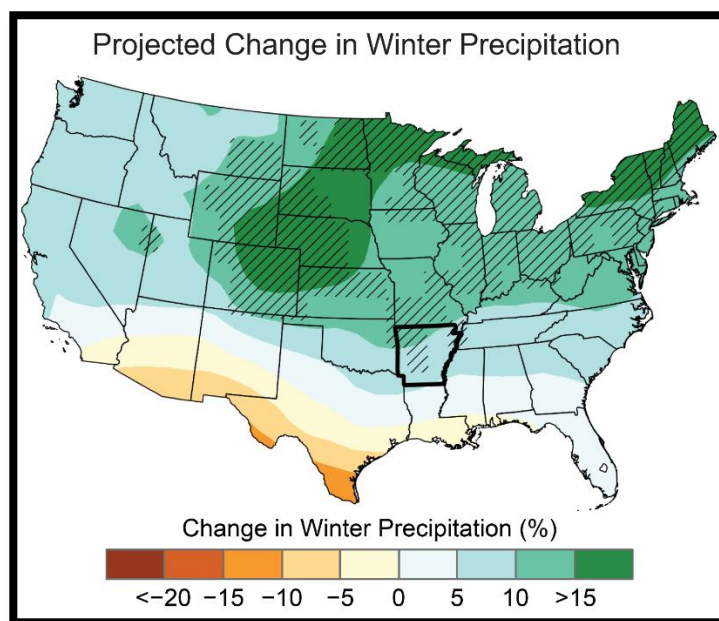 Projected Change in Winter Precipitation
Change in Winter Precipitation (%)
<−20 −15 −10 −5 0 5 10 >15